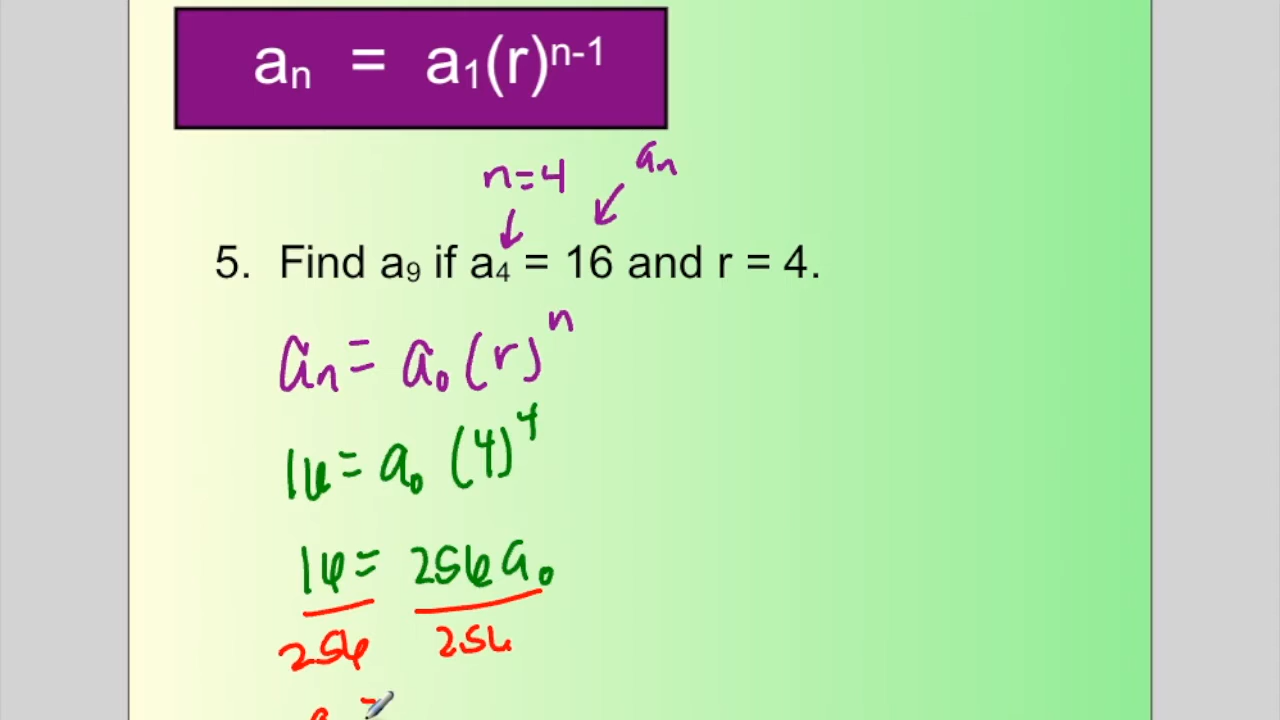 aₙ = a₁(r)ⁿ⁻¹
n=4
aₙ
5. Find a₉ if a₄ = 16 and r = 4.
aₙ = a₀(r)ⁿ
16 = a₀(4)⁴
16 = 256a₀
256 256
a =